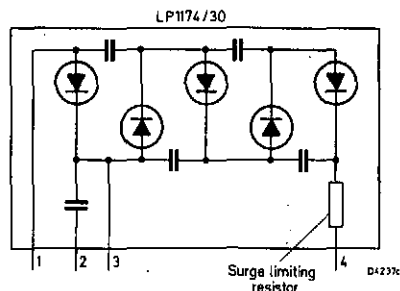 LP1174/30
1 2 3 4
Surge limiting
resistor
D4237c